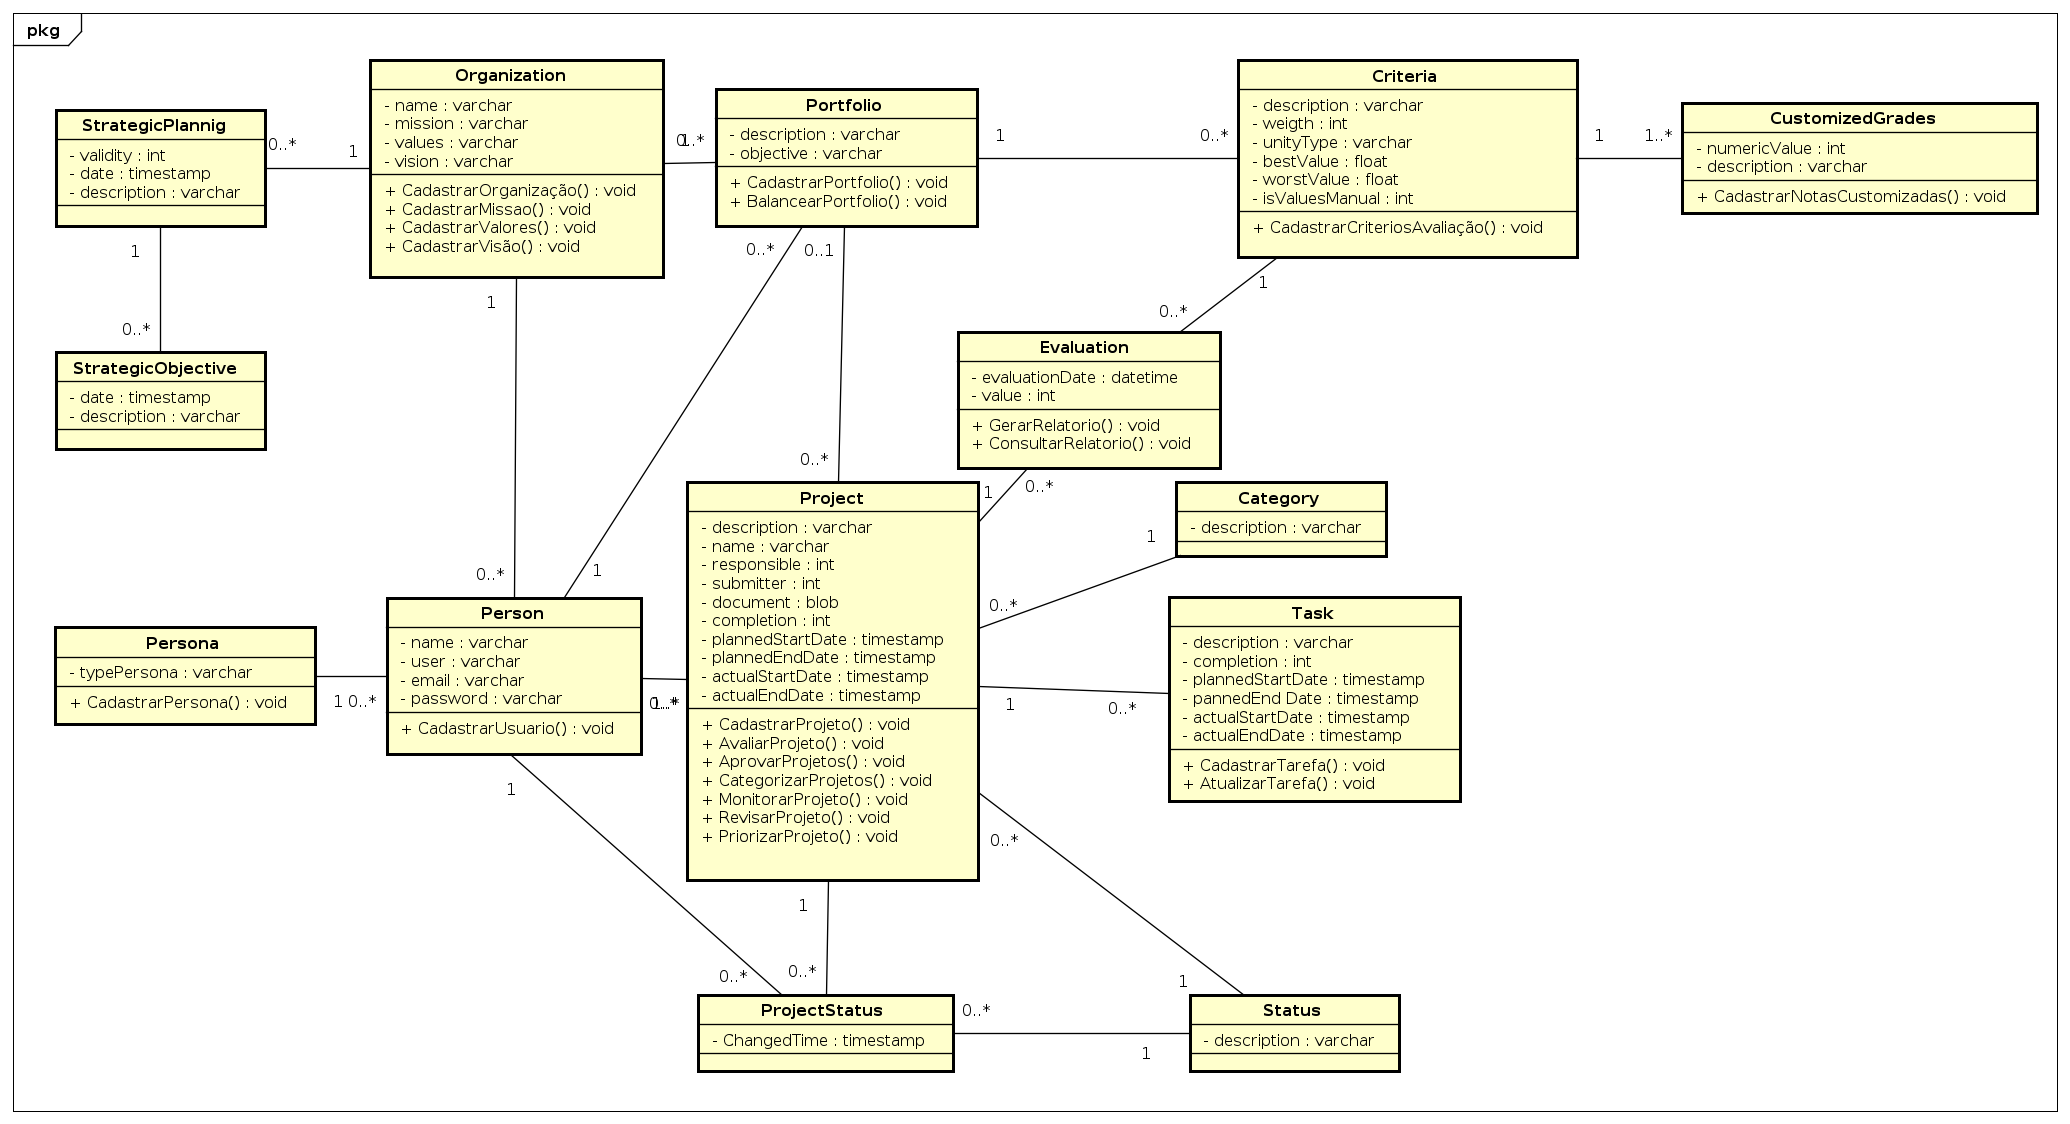 pkg
StrategicPlannig
- validity : int
- date : timestamp
- description : varchar
0..*
1
Organization
- name : varchar
- mission : varchar
- values : varchar
- vision : varchar
+ CadastrarOrganização() : void
+ CadastrarMissao() : void
+ CadastrarValores() : void
+ CadastrarVisão() : void
Portfolio
- description : varchar
- objective : varchar
+ CadastrarPortfolio() : void
+ BalancearPortfolio() : void
1
0..*
Criteria
- description : varchar
- weigth : int
- unityType : varchar
- bestValue : float
- worstValue : float
- isValuesManual : int
+ CadastrarCriteriosAvaliação() : void
1
1..*
CustomizedGrades
- numericValue : int
- description : varchar
+ CadastrarNotasCustomizadas() : void
1
0..*
1
0..*
0..1
1
0..*
StrategicObjective
- date : timestamp
- description : varchar
Evaluation
- evaluationDate : datetime
- value : int
+ GerarRelatorio() : void
+ ConsultarRelatorio() : void
0..*
1
0..*
Project
- description : varchar
- name : varchar
- responsible : int
- submitter : int
- document : blob
- completion : int
- plannedStartDate : timestamp
- plannedEndDate : timestamp
- actualStartDate : timestamp
- actualEndDate : timestamp
+ CadastrarProjeto() : void
+ AvaliarProjeto() : void
+ AprovarProjetos() : void
+ CategorizarProjetos() : void
+ MonitorarProjeto() : void
+ RevisarProjeto() : void
+ PriorizarProjeto() : void
Category
- description : varchar
1
0..*
0..*
1
Persona
- typePersona : varchar
+ CadastrarPersona() : void
1 0..*
Person
- name : varchar
- user : varchar
- email : varchar
- password : varchar
+ CadastrarUsuario() : void
Task
- description : varchar
- completion : int
- plannedStartDate : timestamp
- pannedEnd Date : timestamp
- actualStartDate : timestamp
- actualEndDate : timestamp
+ CadastrarTarefa() : void
+ AtualizarTarefa() : void
1
0..*
1
0..*
1
0..*
0..*
1
ProjectStatus
- ChangedTime : timestamp
0..*
1
Status
- description : varchar